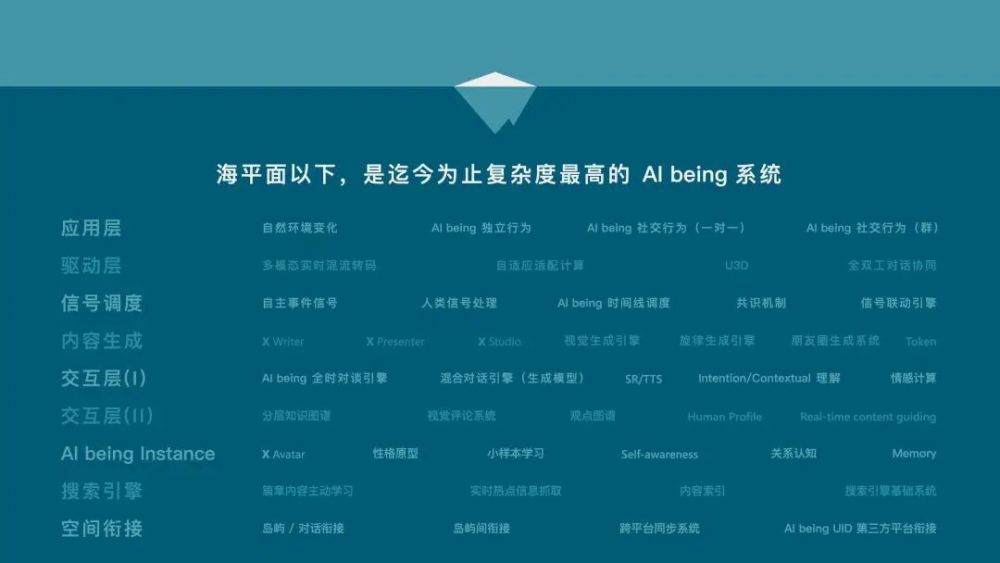 海平面以下，是迄今为止复杂度最高的 AI being 系统
应用层 自然环境变化 AI being 独立行为 AI being 社交行为（一对一） AI being 社交行为（群）
驱动层 多模态实时混流转码 自适应适配计算 U3D 全双工对话协同
信号调度 自主事件信号 人类信号处理 AI being 时间线调度 共识机制 信号联动引擎
内容生成 X Writer X Presenter X Studio 视觉生成引擎 旋律生成引擎 朋友圈生成系统 Token
交互层(I) AI being 全时对谈引擎 混合对话引擎（生成模型） SR/TTS Intention/Contextual 理解 情感计算
交互层(II) 分层知识图谱 视觉评论系统 观点图谱 Human Profile Real-time content guiding
AI being Instance X Avatar 性格原型 小样本学习 Self-awareness 关系认知 Memory
搜索引擎 篇章内容主动学习 实时热点信息抓取 内容索引 搜索引擎基础系统
空间衔接 岛屿 / 对话衔接 岛屿间衔接 跨平台同步系统 AI being UID 第三方平台衔接